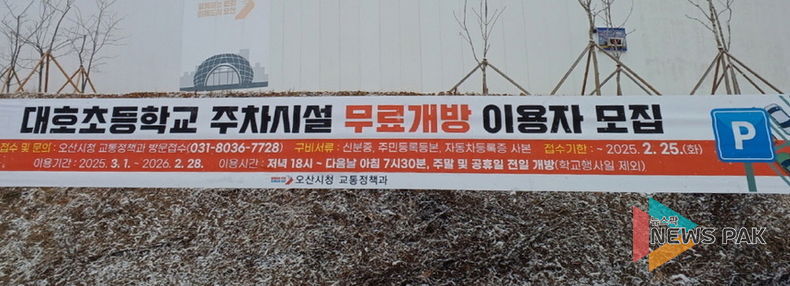 대호초등학교 주차시설 무료개방 이용자 모집
접수 및 문의 : 오산시청 교통정책과 방문접수(031-8036-7728) 구비서류 : 신분증, 주민등록등본, 자동차등록증 사본 접수기한 : ~ 2025. 2. 25.(화)
이용기간 : 2025. 3. 1. ~ 2026. 2. 28. 이용시간 : 저녁 18시 ~ 다음날 아침 7시30분, 주말 및 공휴일 전일 개방(학교행사일 제외)
오산시청 교통정책과
P
뉴스팍
NEWS PAK